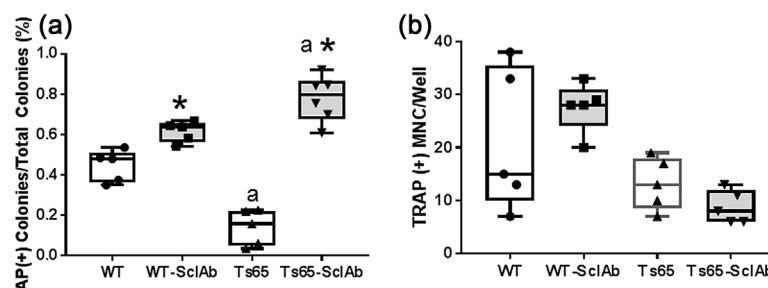 (a)
AP(+) Colonies/Total Colonies (%)
1.0
0.8
0.6
0.4
0.2
0.0
*
a
a *
WT
WT-SclAb
Ts65
Ts65-SclAb
(b)
TRAP (+) MNC/Well
40
30
20
10
0
WT
WT-SclAb
Ts65
Ts65-SclAb